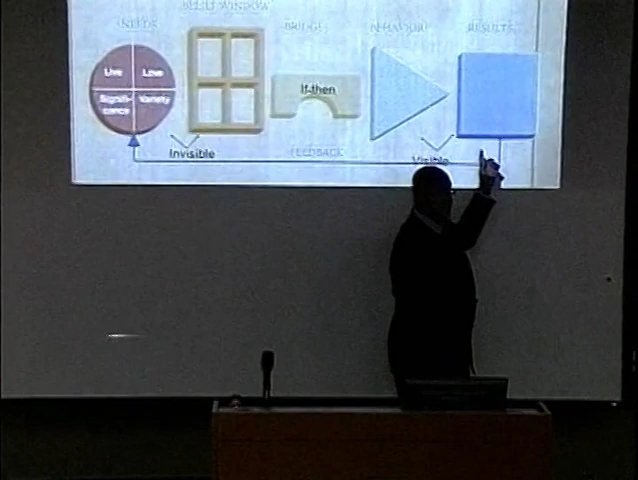 NEEDS
BELIEF WINDOW
BRIDGE
BEHAVIOR
RESULTS
Live
Love
Signifi-
cance
Variety
If-then
Invisible
FEEDBACK
Visible